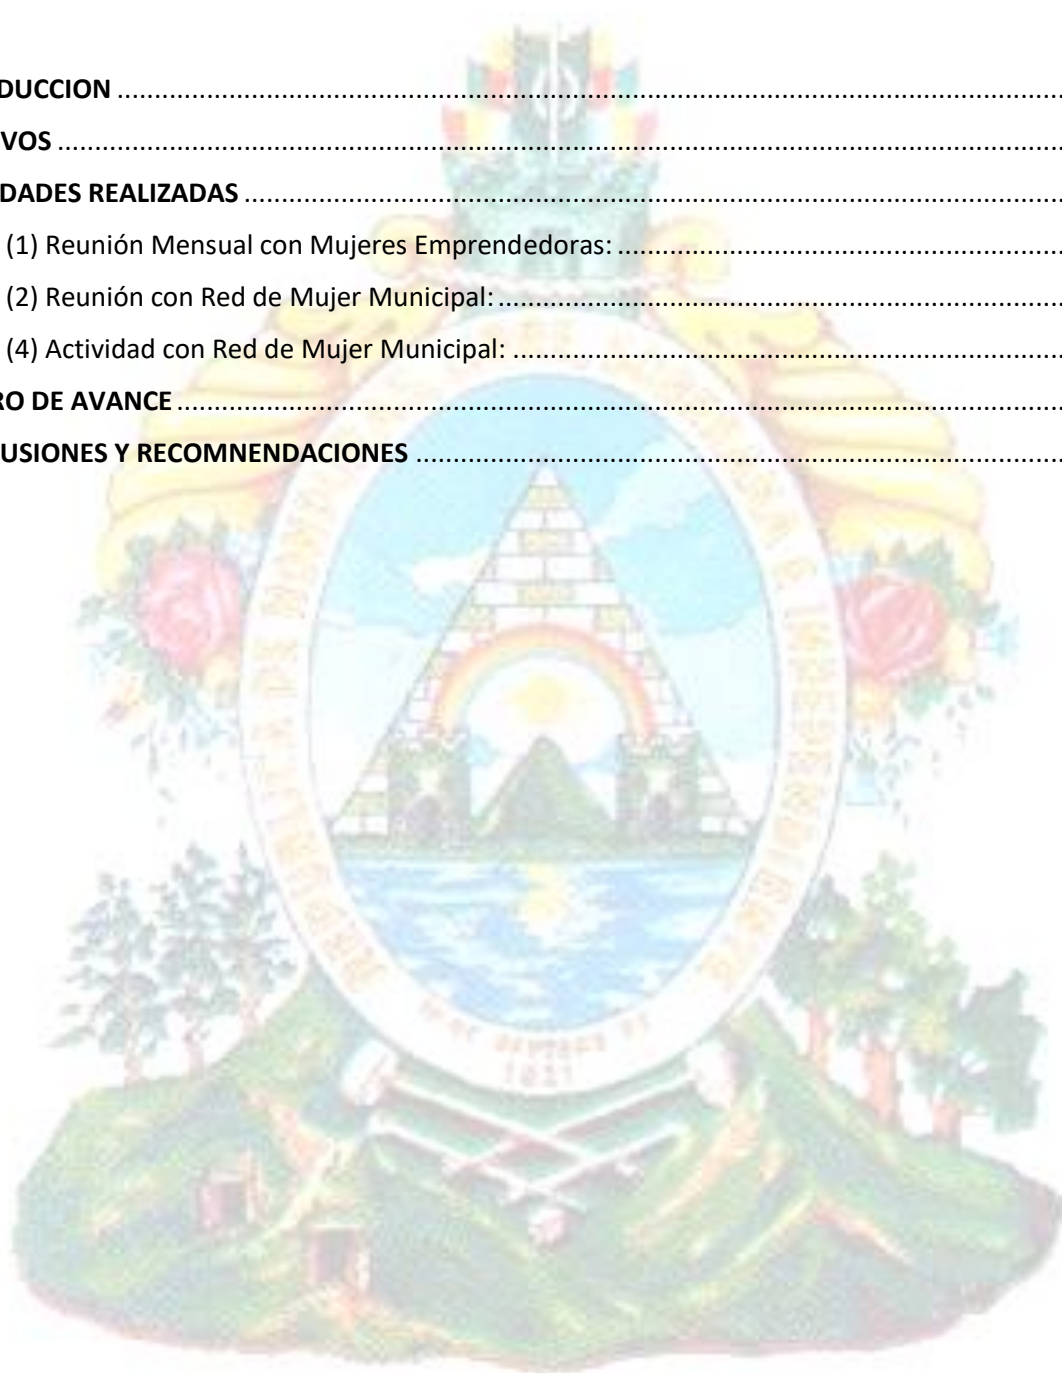 DUCCION ........................................................................................................
VOS ........................................................................................................
DADES REALIZADAS ........................................................................................................
(1) Reunión Mensual con Mujeres Emprendedoras: ........................................................................................................
(2) Reunión con Red de Mujer Municipal: ........................................................................................................
(4) Actividad con Red de Mujer Municipal: ........................................................................................................
RO DE AVANCE ........................................................................................................
USIONES Y RECOMNENDACIONES ........................................................................................................
1821